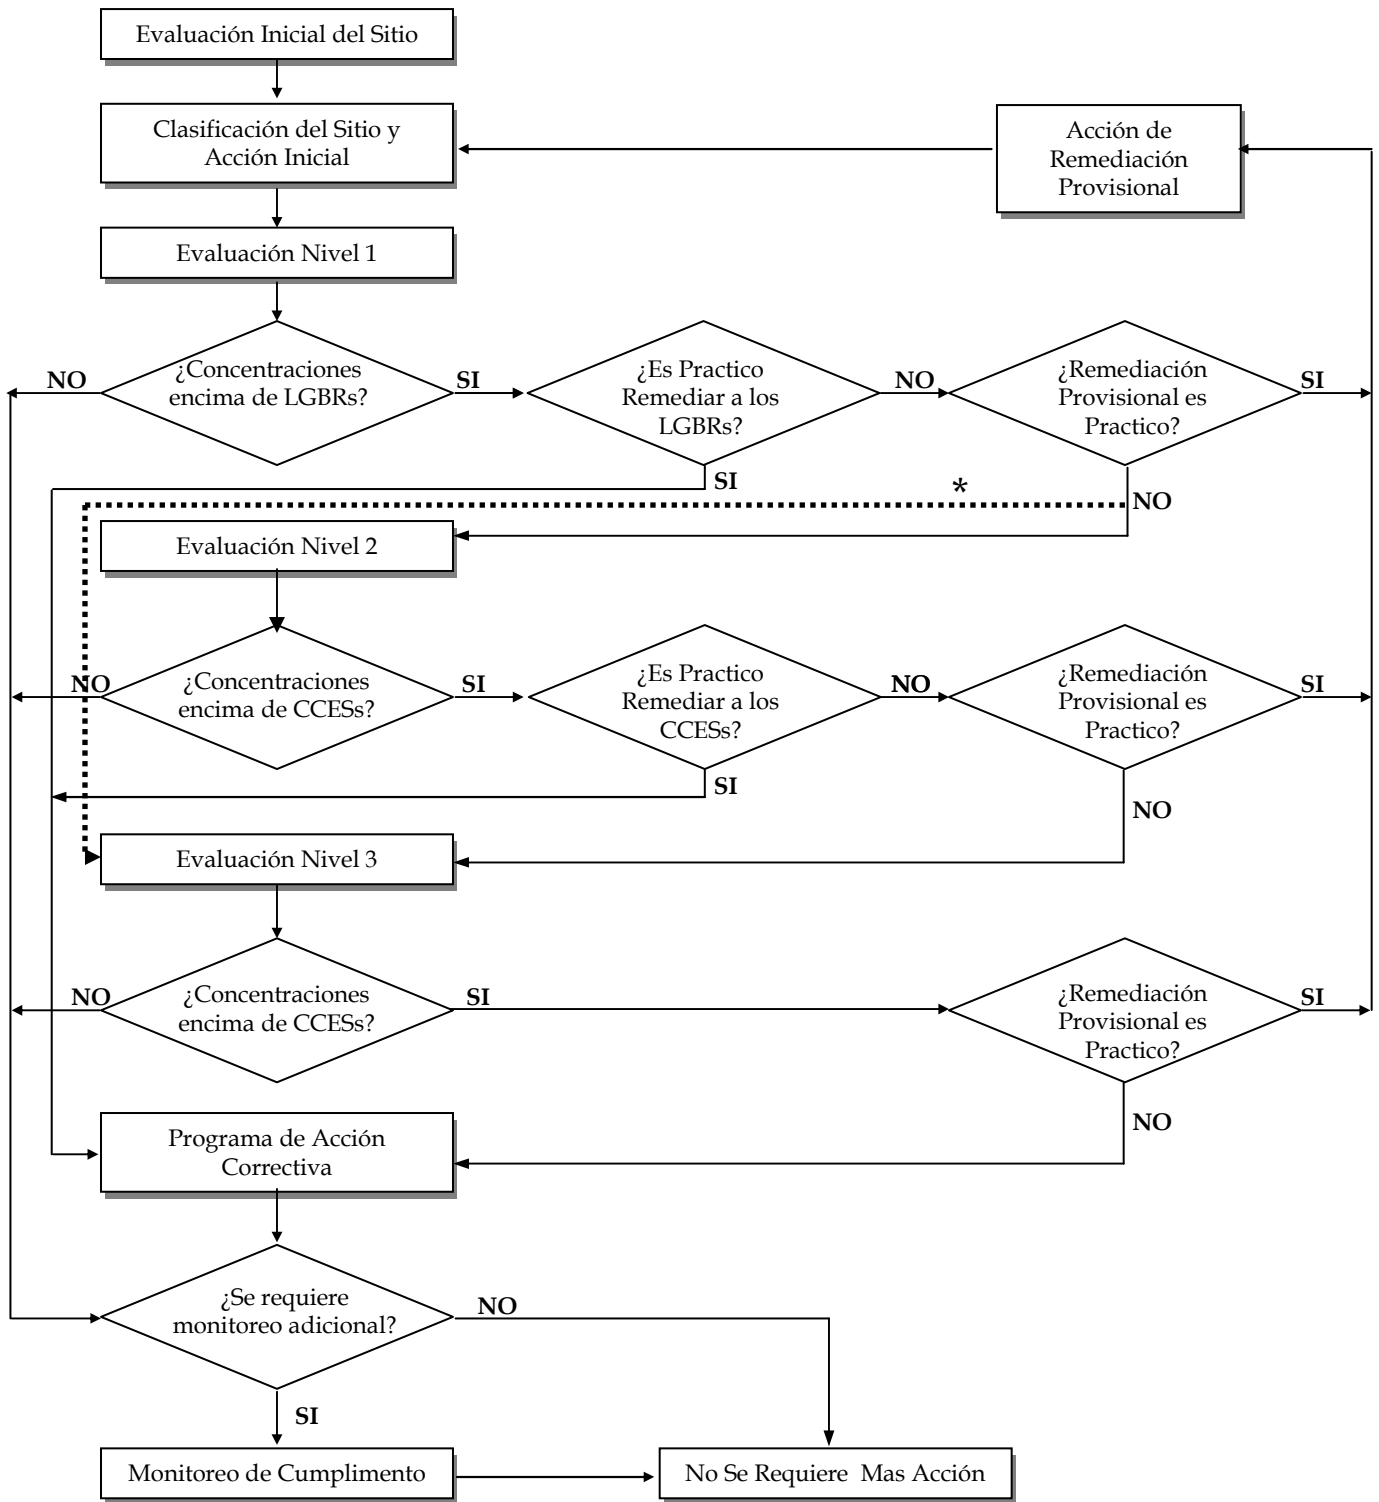 Evaluación Inicial del Sitio
Clasificación del Sitio y
Acción Inicial
Acción de
Remediación
Provisional
Evaluación Nivel 1
¿Concentraciones
encima de LGBRs?
NO
SI
¿Es Practico
Remediar a los
LGBRs?
NO
SI
¿Remediación
Provisional es
Practico?
SI
NO
*
Evaluación Nivel 2
¿Concentraciones
encima de CCESs?
NO
SI
¿Es Practico
Remediar a los
CCESs?
NO
SI
¿Remediación
Provisional es
Practico?
SI
NO
Evaluación Nivel 3
¿Concentraciones
encima de CCESs?
NO
SI
¿Remediación
Provisional es
Practico?
SI
NO
Programa de Acción
Correctiva
¿Se requiere
monitoreo adicional?
NO
SI
Monitoreo de Cumplimento
No Se Requiere Mas Acción